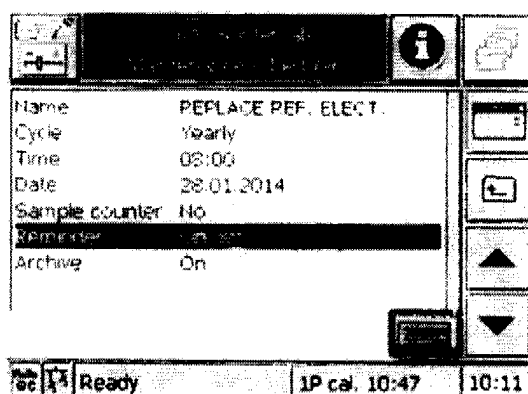 Name REPLACE REF. ELECT.
Cycle Yearly
Time 08:00
Date 28.01.2014
Sample counter No
Reminder
Archive On
Ready 1P cal. 10:47 10:11